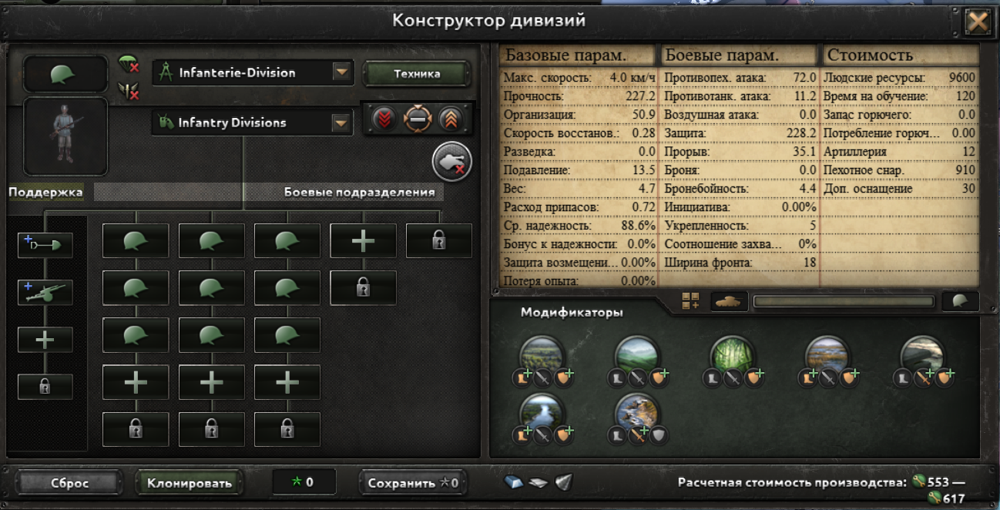 Конструктор дивизий
Infanterie-Division
Техника
Infantry Divisions
Поддержка
Боевые подразделения
Базовые парам.
Макс. скорость: 4.0 км/ч
Прочность: 227.2
Организация: 50.9
Скорость восстанов.: 0.28
Разведка: 0.0
Подавление: 13.5
Вес: 4.7
Расход припасов: 0.72
Ср. надежность: 88.6%
Бонус к надежности: 0.0%
Защита возмещени... 0.00%
Потеря опыта: 0.00%
Боевые парам.
Противопех. атака: 72.0
Противотанк. атака: 11.2
Воздушная атака: 0.0
Защита: 228.2
Прорыв: 35.1
Броня: 0.0
Бронебойность: 4.4
Инициатива: 0.00%
Укрепленность: 5
Соотношение захва... 0%
Ширина фронта: 18
Стоимость
Людские ресурсы: 9600
Время на обучение: 120
Запас горючего: 0.0
Потребление горюч... 0.00
Артиллерия 12
Пехотное снар. 910
Доп. оснащение 30
Модификаторы
Сброс
Клонировать
0
Сохранить 0
Расчетная стоимость производства: 553 —
617